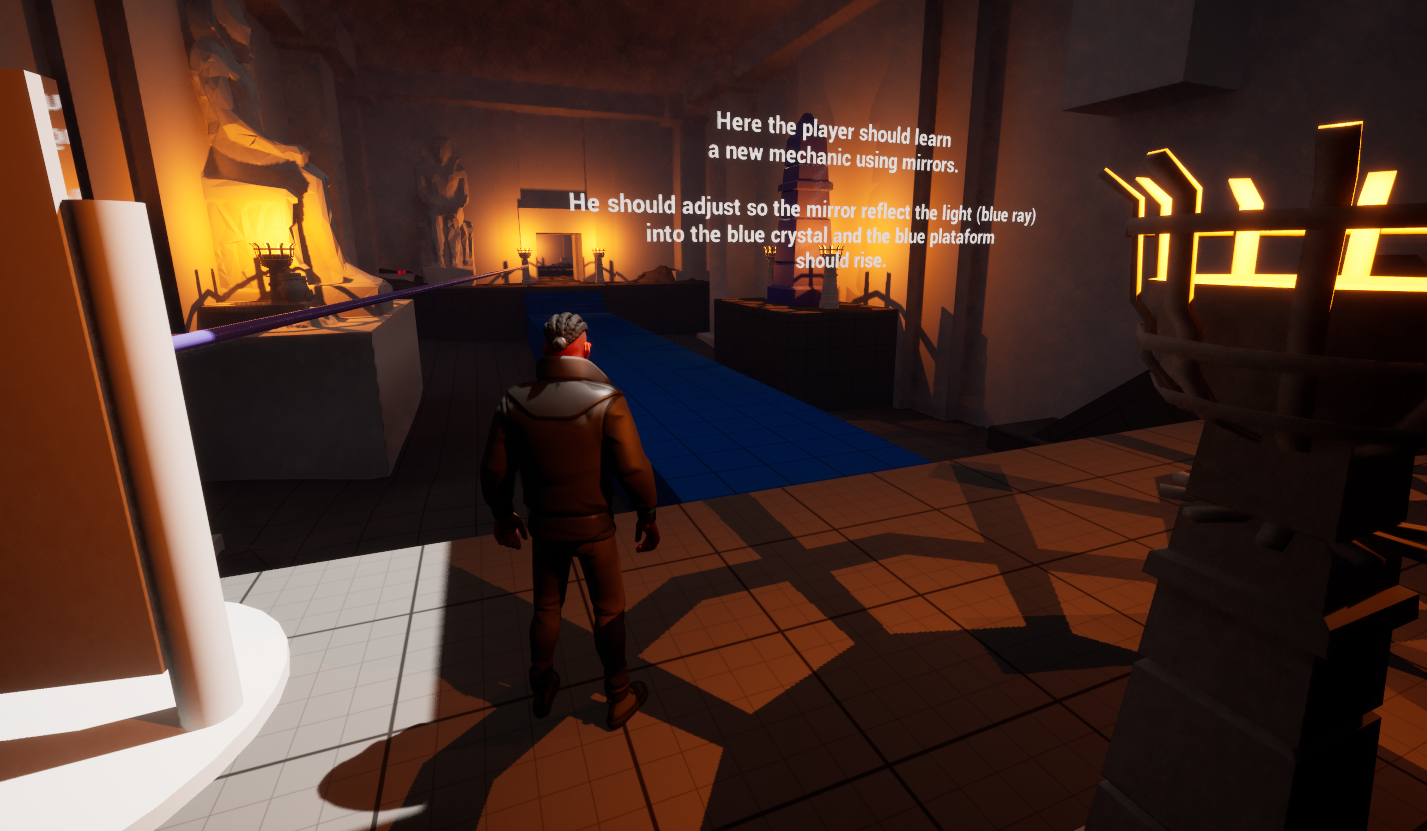 Here the player should learn
a new mechanic using mirrors.
He should adjust so the mirror reflect the light (blue ray)
into the blue crystal and the blue plataform
should rise.